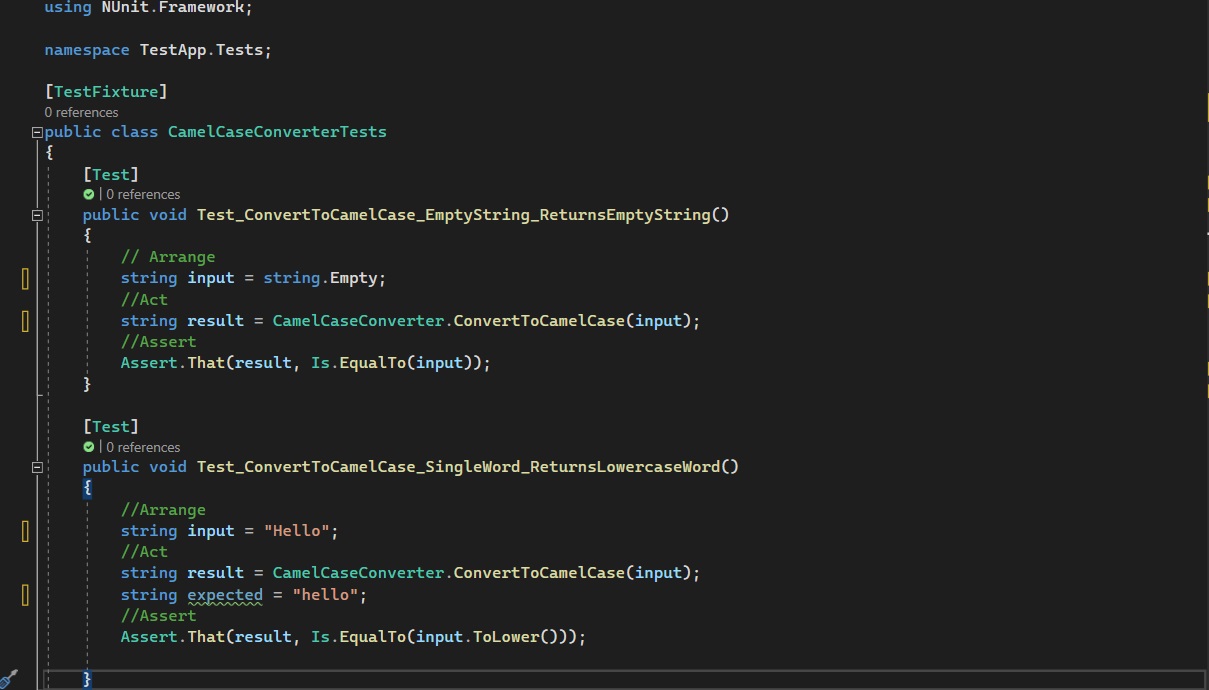 using NUnit.Framework;
namespace TestApp.Tests;
[TestFixture]
0 references
public class CamelCaseConverterTests
{
[Test]
| 0 references
public void Test_ConvertToCamelCase_EmptyString_ReturnsEmptyString()
{
// Arrange
string input = string.Empty;
//Act
string result = CamelCaseConverter.ConvertToCamelCase(input);
//Assert
Assert.That(result, Is.EqualTo(input));
}
[Test]
| 0 references
public void Test_ConvertToCamelCase_SingleWord_ReturnsLowercaseWord()
{
//Arrange
string input = "Hello";
//Act
string result = CamelCaseConverter.ConvertToCamelCase(input);
string expected = "hello";
//Assert
Assert.That(result, Is.EqualTo(input.ToLower()));
}